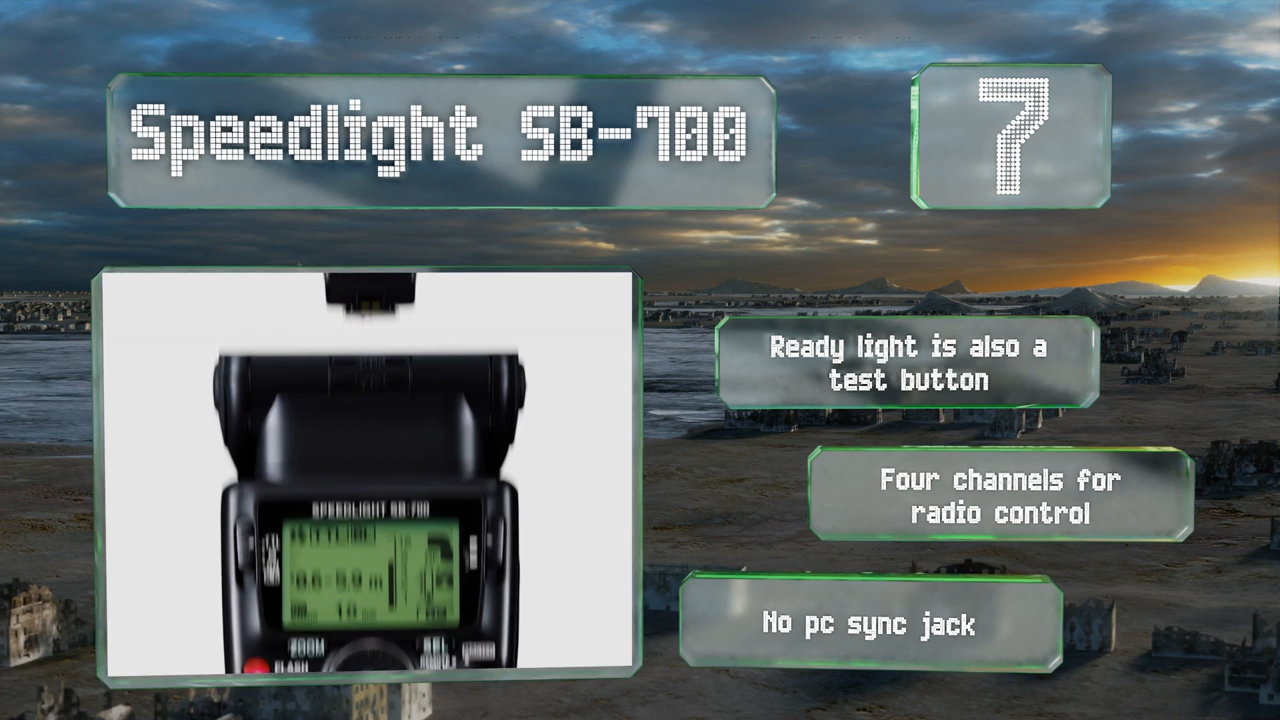 Speedlight SB-700
7
SPEEDLIGHT SB-700
ZOOM
SEL
Ready light is also a
test button
Four channels for
radio control
No pc sync jack